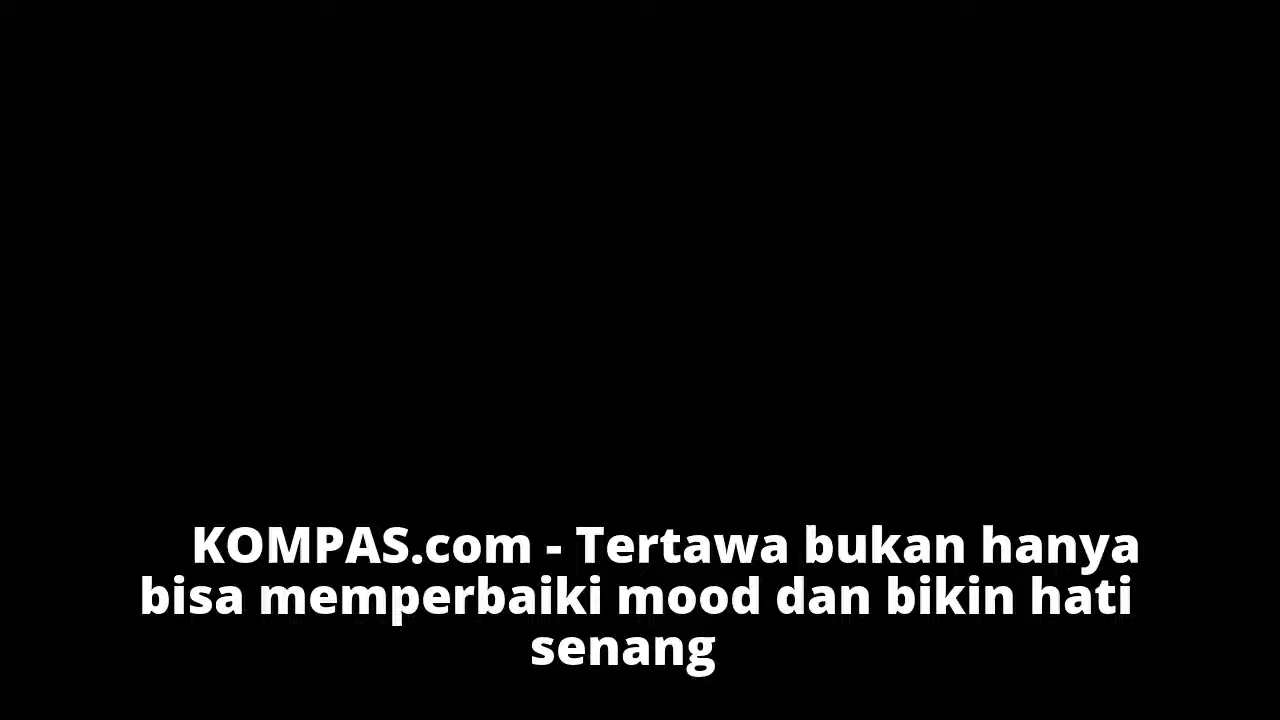 KOMPAS.com - Tertawa bukan hanya
bisa memperbaiki mood dan bikin hati
senang